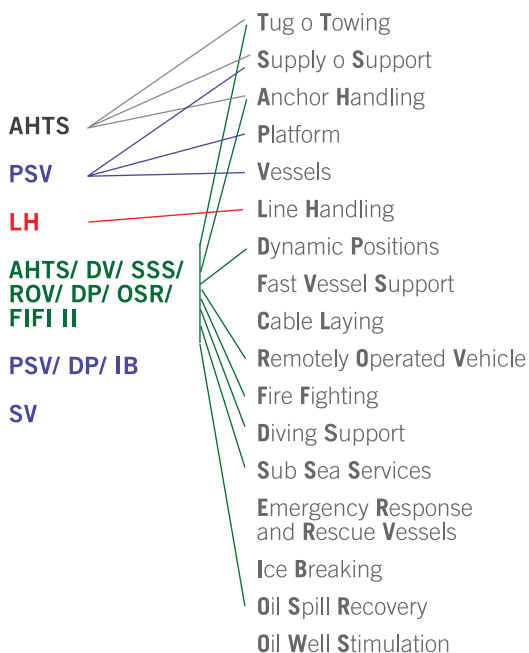 AHTS
PSV
LH
AHTS/ DV/ SSS/
ROV/ DP/ OSR/
FIFI II
PSV/ DP/ IB
SV
Tug o Towing
Supply o Support
Anchor Handling
Platform
Vessels
Line Handling
Dynamic Positions
Fast Vessel Support
Cable Laying
Remotely Operated Vehicle
Fire Fighting
Diving Support
Sub Sea Services
Emergency Response
and Rescue Vessels
Ice Breaking
Oil Spill Recovery
Oil Well Stimulation